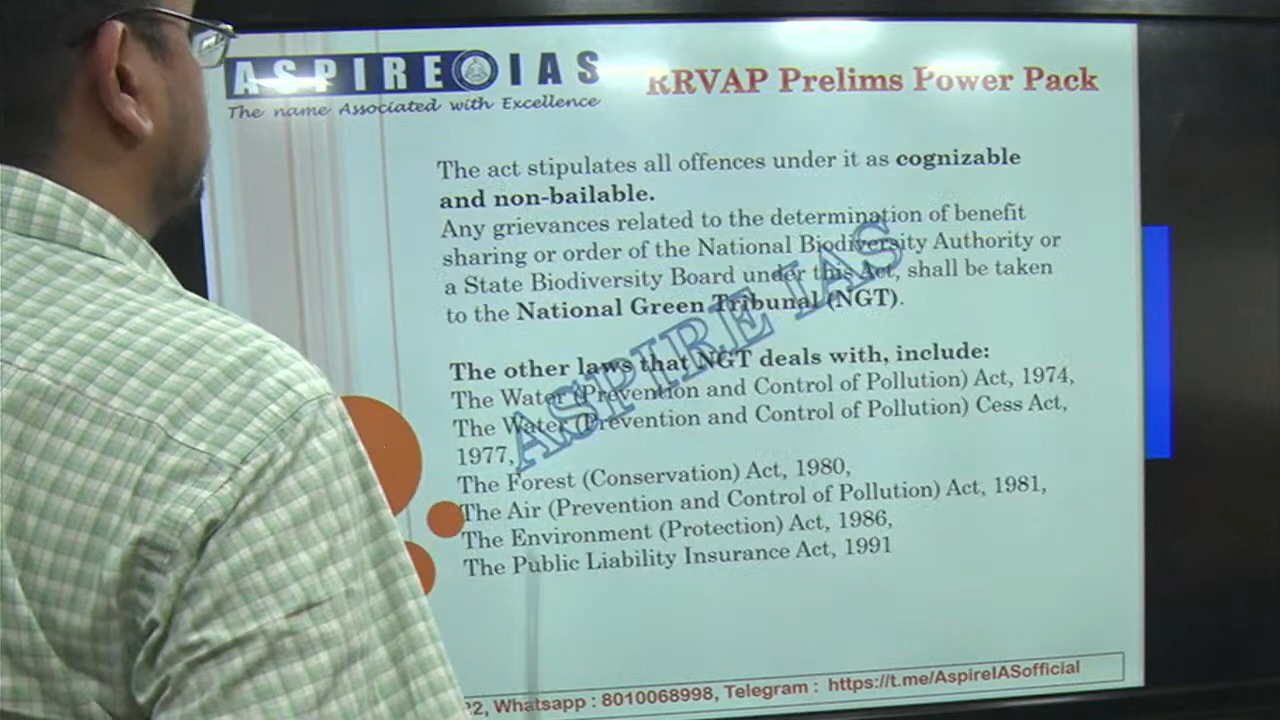 ASPIRE IAS
The name Associated with Excellence
RRVAP Prelims Power Pack
The act stipulates all offences under it as cognizable
and non-bailable.
Any grievances related to the determination of benefit
sharing or order of the National Biodiversity Authority or
a State Biodiversity Board under this Act, shall be taken
to the National Green Tribunal (NGT).
The other laws that NGT deals with, include:
The Water (Prevention and Control of Pollution) Act, 1974,
The Water (Prevention and Control of Pollution) Cess Act,
1977,
The Forest (Conservation) Act, 1980,
The Air (Prevention and Control of Pollution) Act, 1981,
The Environment (Protection) Act, 1986,
The Public Liability Insurance Act, 1991
ASPIRE IAS
22, Whatsapp : 8010068998, Telegram : https://t.me/AspireIASofficial